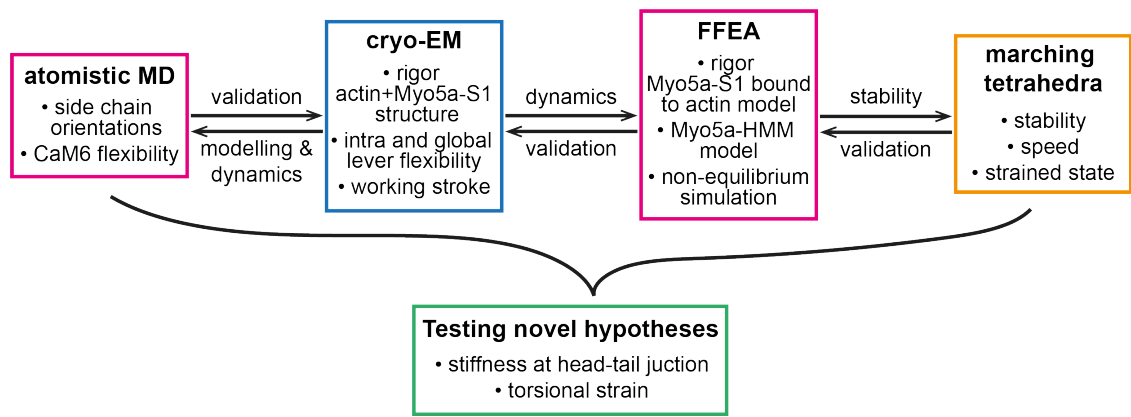 atomistic MD
• side chain
orientations
• CaM6 flexibility
validation
modelling &
dynamics
cryo-EM
• rigor
actin+Myo5a-S1
structure
• intra and global
lever flexibility
• working stroke
dynamics
validation
FFEA
• rigor
Myo5a-S1 bound
to actin model
• Myo5a-HMM
model
• non-equilibrium
simulation
stability
validation
marching
tetrahedra
• stability
• speed
• strained state
Testing novel hypotheses
• stiffness at head-tail juction
• torsional strain